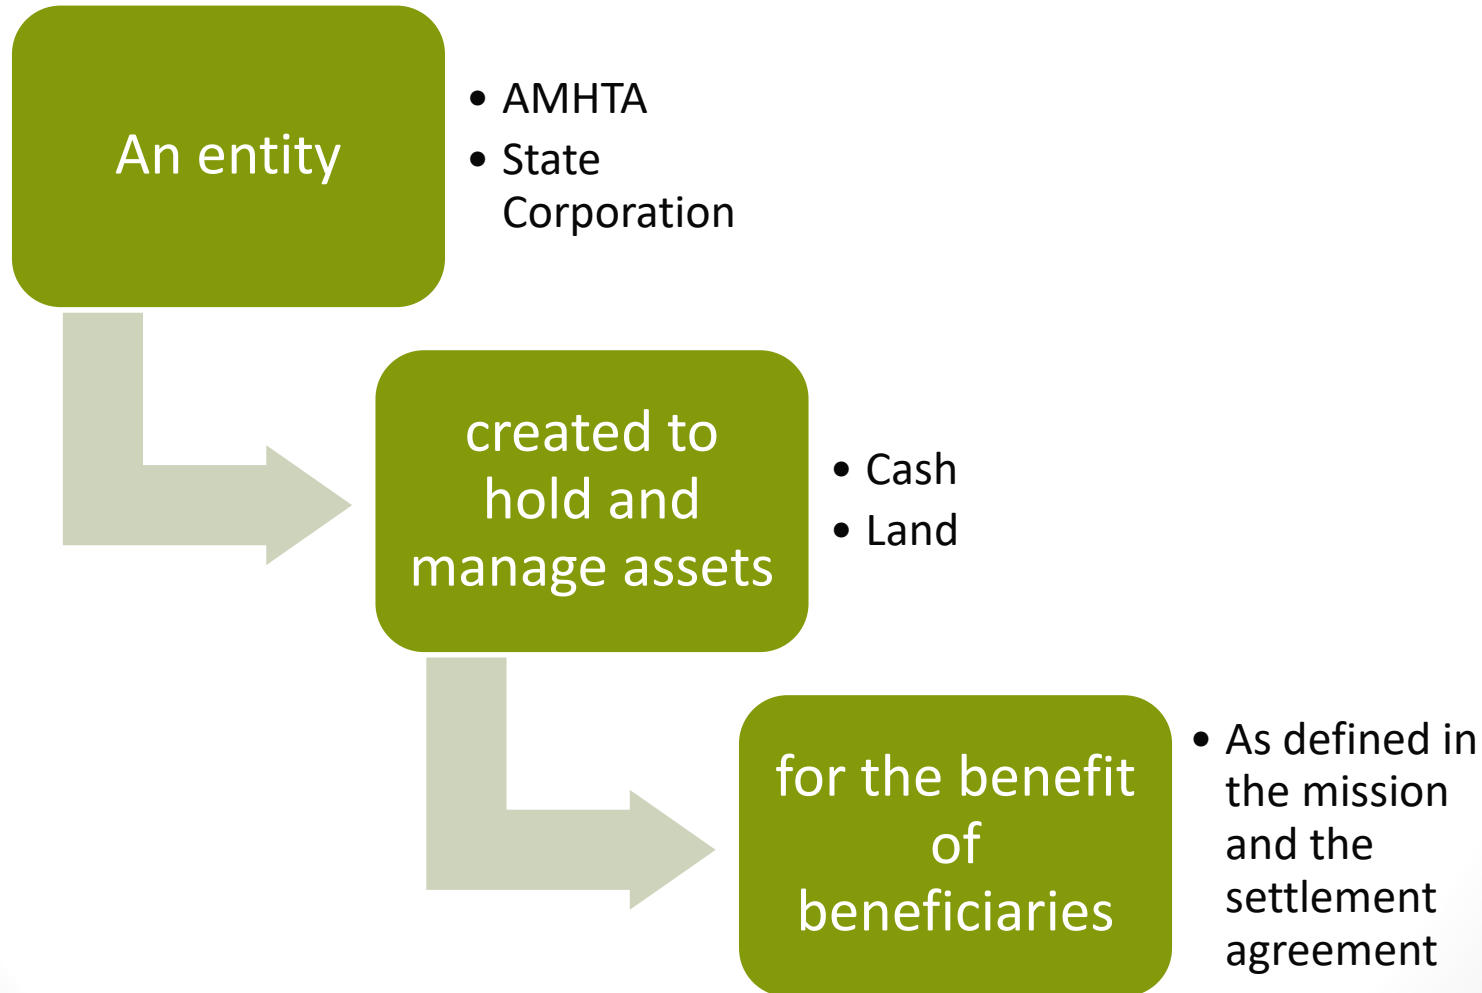 An entity
• AMHTA
• State
Corporation
created to
hold and
manage assets
• Cash
• Land
for the benefit
of
beneficiaries
• As defined in
the mission
and the
settlement
agreement